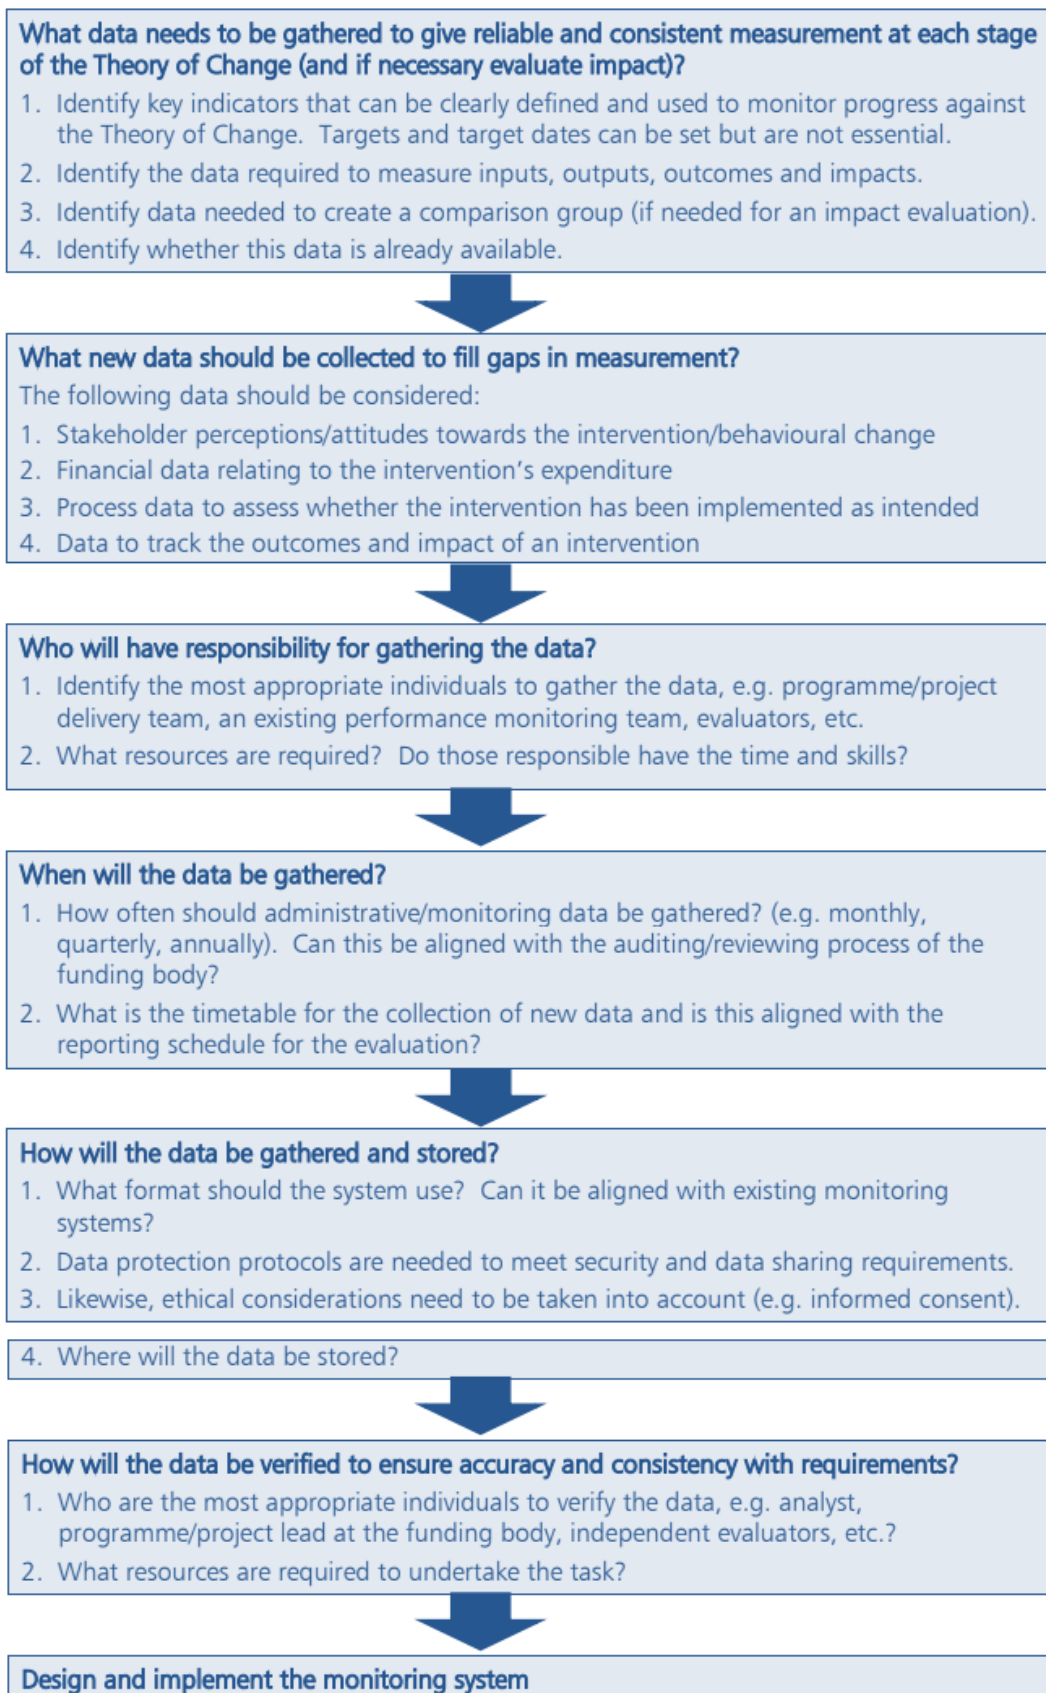 What data needs to be gathered to give reliable and consistent measurement at each stage
of the Theory of Change (and if necessary evaluate impact)?
1. Identify key indicators that can be clearly defined and used to monitor progress against
the Theory of Change. Targets and target dates can be set but are not essential.
2. Identify the data required to measure inputs, outputs, outcomes and impacts.
3. Identify data needed to create a comparison group (if needed for an impact evaluation).
4. Identify whether this data is already available.
What new data should be collected to fill gaps in measurement?
The following data should be considered:
1. Stakeholder perceptions/attitudes towards the intervention/behavioural change
2. Financial data relating to the intervention's expenditure
3. Process data to assess whether the intervention has been implemented as intended
4. Data to track the outcomes and impact of an intervention
Who will have responsibility for gathering the data?
1. Identify the most appropriate individuals to gather the data, e.g. programme/project
delivery team, an existing performance monitoring team, evaluators, etc.
2. What resources are required? Do those responsible have the time and skills?
When will the data be gathered?
1. How often should administrative/monitoring data be gathered? (e.g. monthly,
quarterly, annually). Can this be aligned with the auditing/reviewing process of the
funding body?
2. What is the timetable for the collection of new data and is this aligned with the
reporting schedule for the evaluation?
How will the data be gathered and stored?
1. What format should the system use? Can it be aligned with existing monitoring
systems?
2. Data protection protocols are needed to meet security and data sharing requirements.
3. Likewise, ethical considerations need to be taken into account (e.g. informed consent).
4. Where will the data be stored?
How will the data be verified to ensure accuracy and consistency with requirements?
1. Who are the most appropriate individuals to verify the data, e.g. analyst,
programme/project lead at the funding body, independent evaluators, etc.?
2. What resources are required to undertake the task?
Design and implement the monitoring system